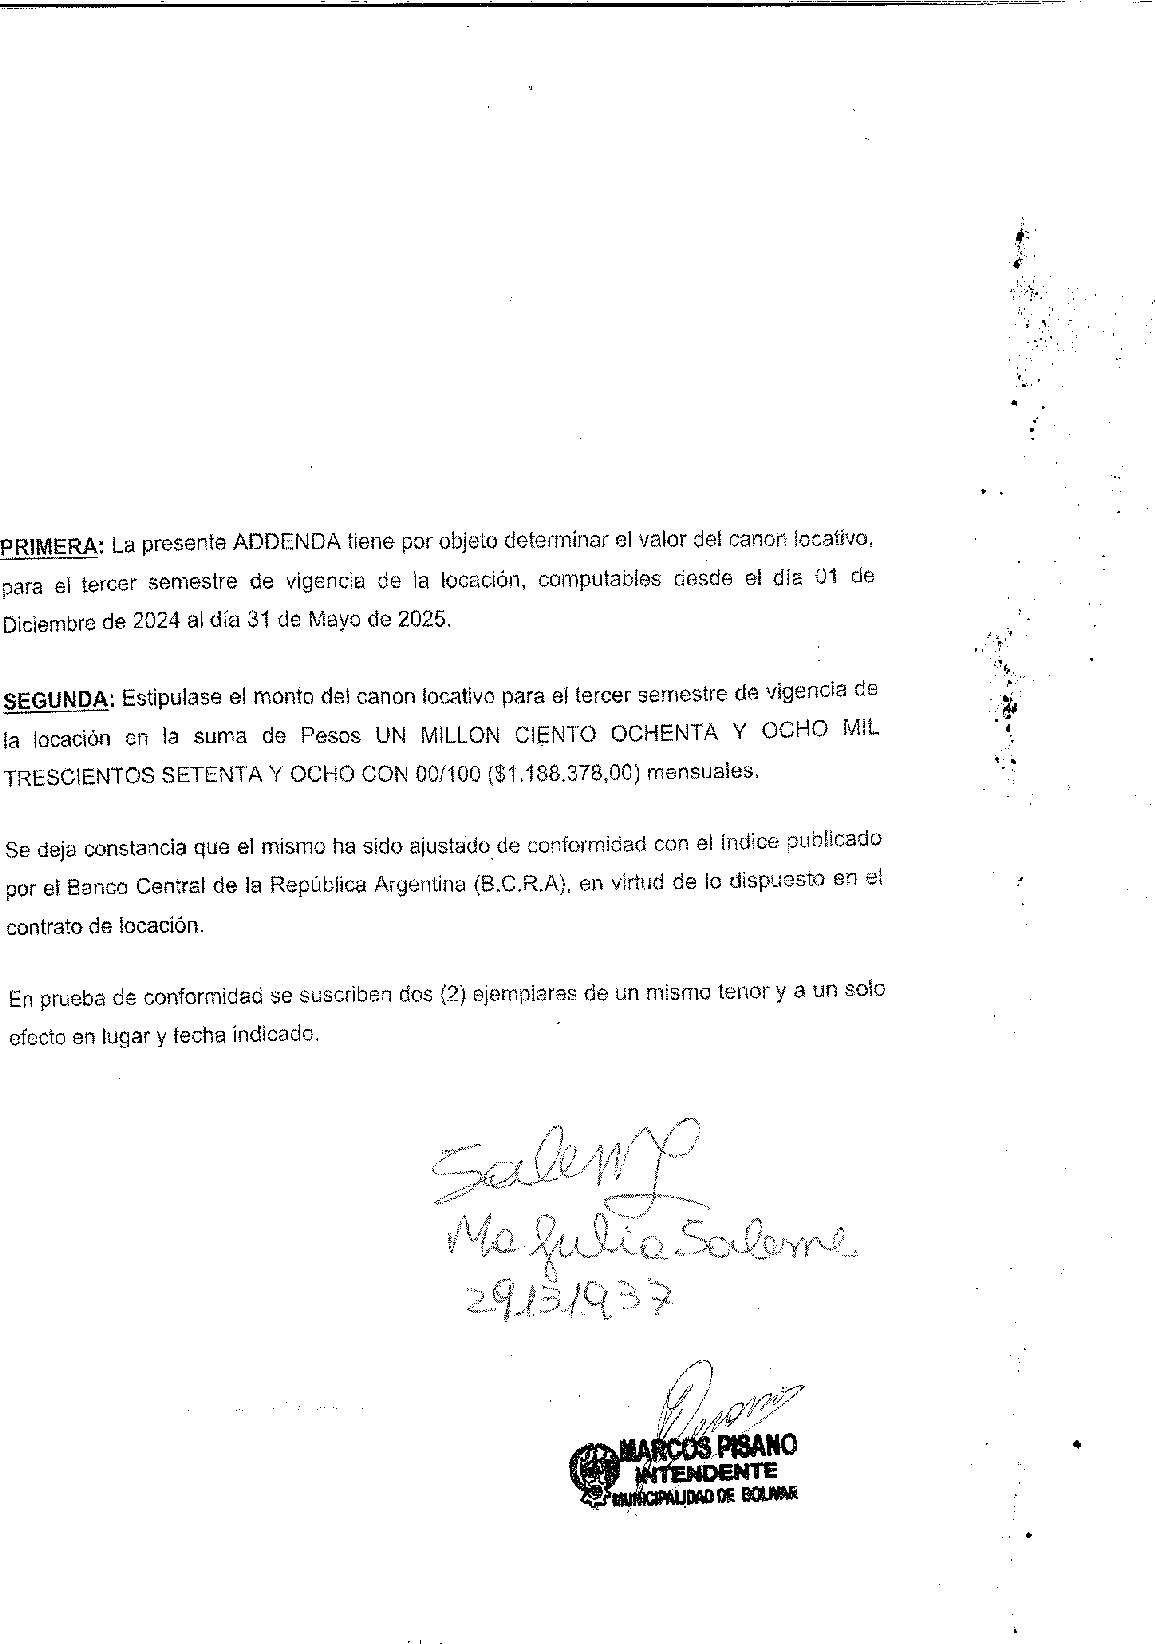 PRIMERA: La presente ADDENDA tiene por objeto determinar el valor del canon locativo,
para el tercer semestre de vigencia de la locación, computables desde el día 01 de
Diciembre de 2024 al día 31 de Mayo de 2025.
SEGUNDA: Estipulase el monto del canon locativo para el tercer semestre de vigencia de
la locación en la suma de Pesos UN MILLON CIENTO OCHENTA Y OCHO MIL
TRESCIENTOS SETENTA Y OCHO CON 00/100 ($1.188.378,00) mensuales.
Se deja constancia que el mismo ha sido ajustado de conformidad con el índice publicado
por el Banco Central de la República Argentina (B.C.R.A), en virtud de lo dispuesto en el
contrato de locación.
En prueba de conformidad se suscriben dos (2) ejemplares de un mismo tenor y a un solo
efecto en lugar y fecha indicado.
Ma Julia Saleme
29131937
MARCOS PISANO
INTENDENTE
MUNICIPALIDAD DE BOLIVAR